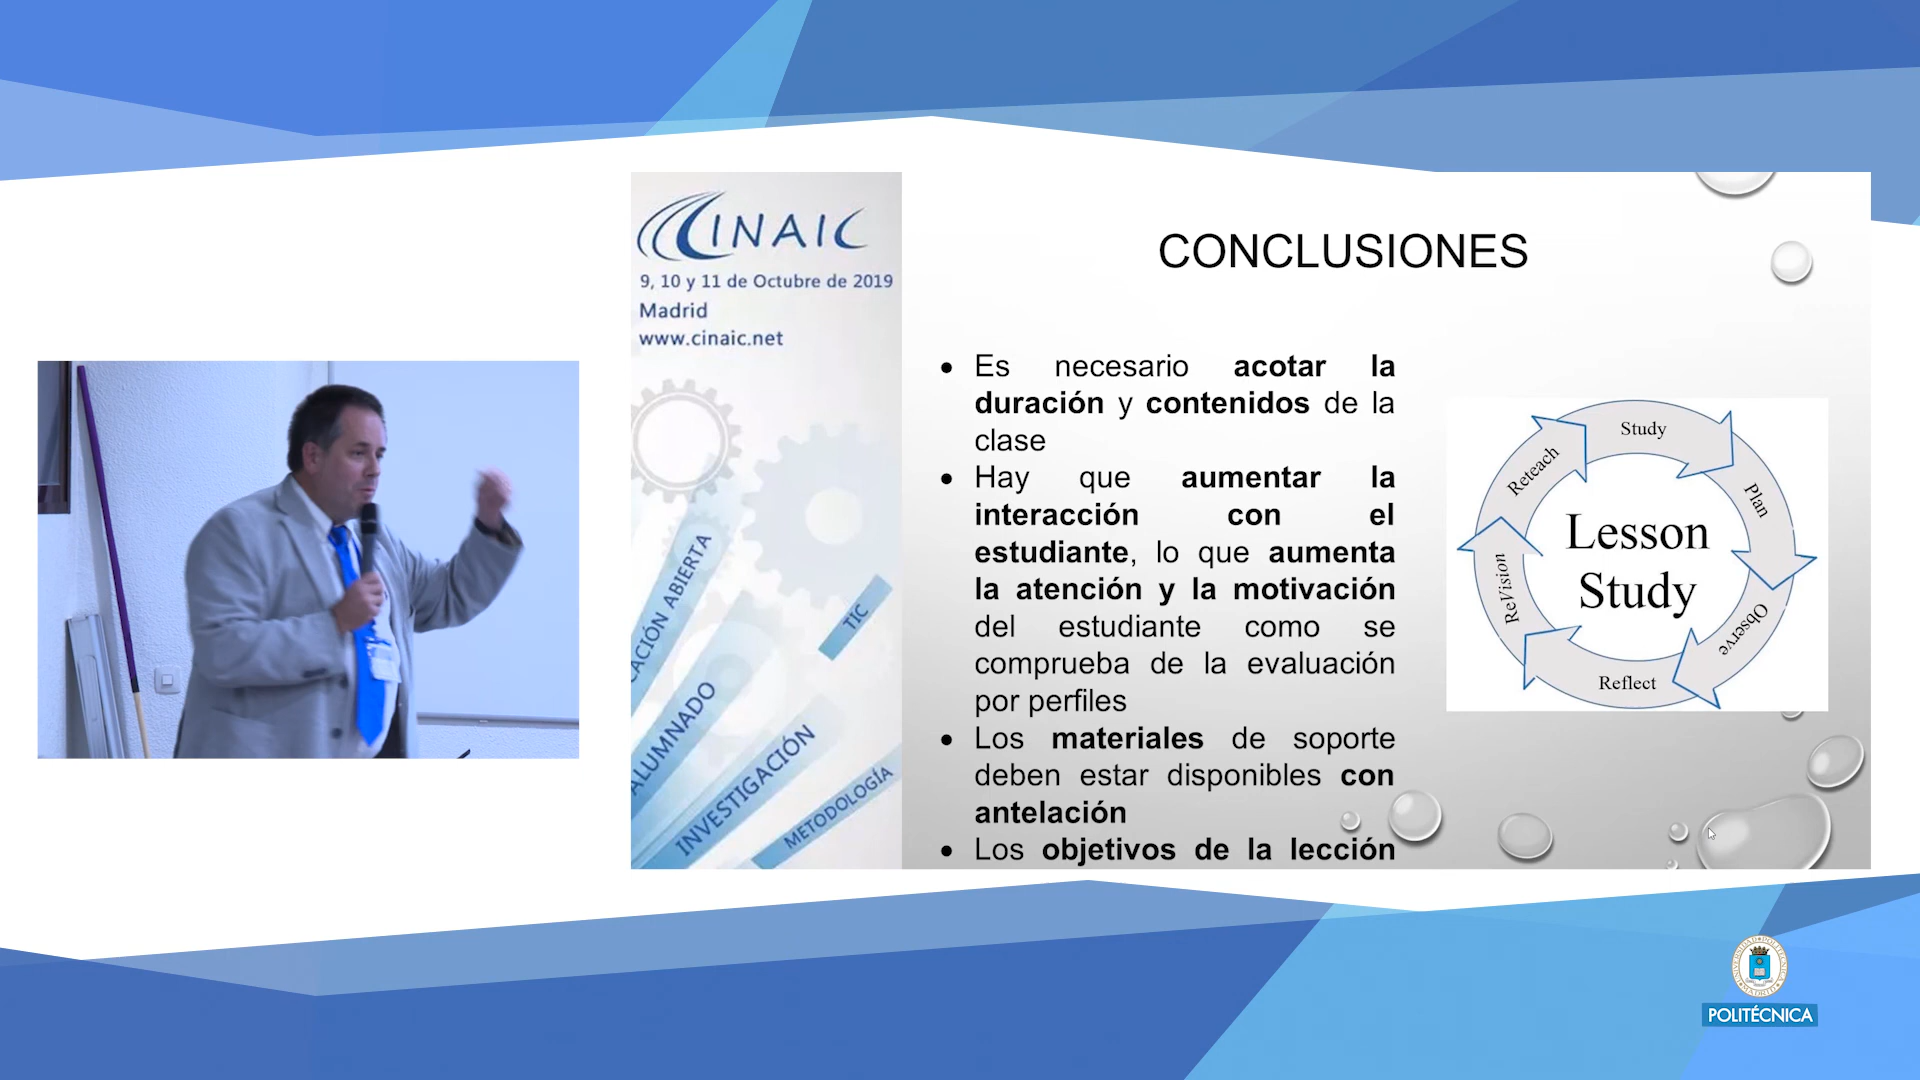 CINAIC
9, 10 y 11 de Octubre de 2019
Madrid
www.cinaic.net
ACIÓN ABIERTA
TIC
ALUMNADO
INVESTIGACIÓN
METODOLOGÍA
CONCLUSIONES
• Es necesario acotar la
duración y contenidos de la
clase
• Hay que aumentar la
interacción con el
estudiante, lo que aumenta
la atención y la motivación
del estudiante como se
comprueba de la evaluación
por perfiles
• Los materiales de soporte
deben estar disponibles con
antelación
• Los objetivos de la lección
Study
Plan
Observe
Reflect
ReVision
Reteach
Lesson
Study
POLITÉCNICA